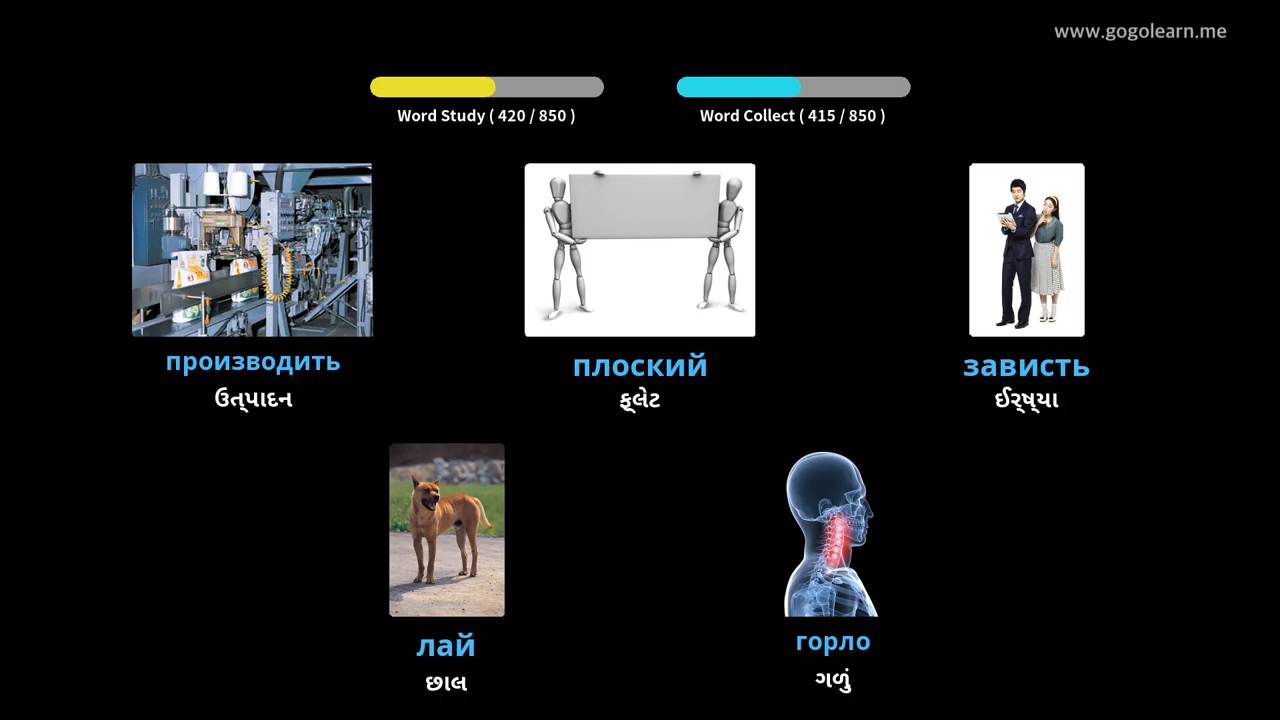 www.gogolearn.me
Word Study ( 420 / 850 )
Word Collect ( 415 / 850 )
производить
ઉત્પાદન
плоский
ફ્લેટ
зависть
ઈર્ષ્યા
лай
છાલ
горло
ગળું